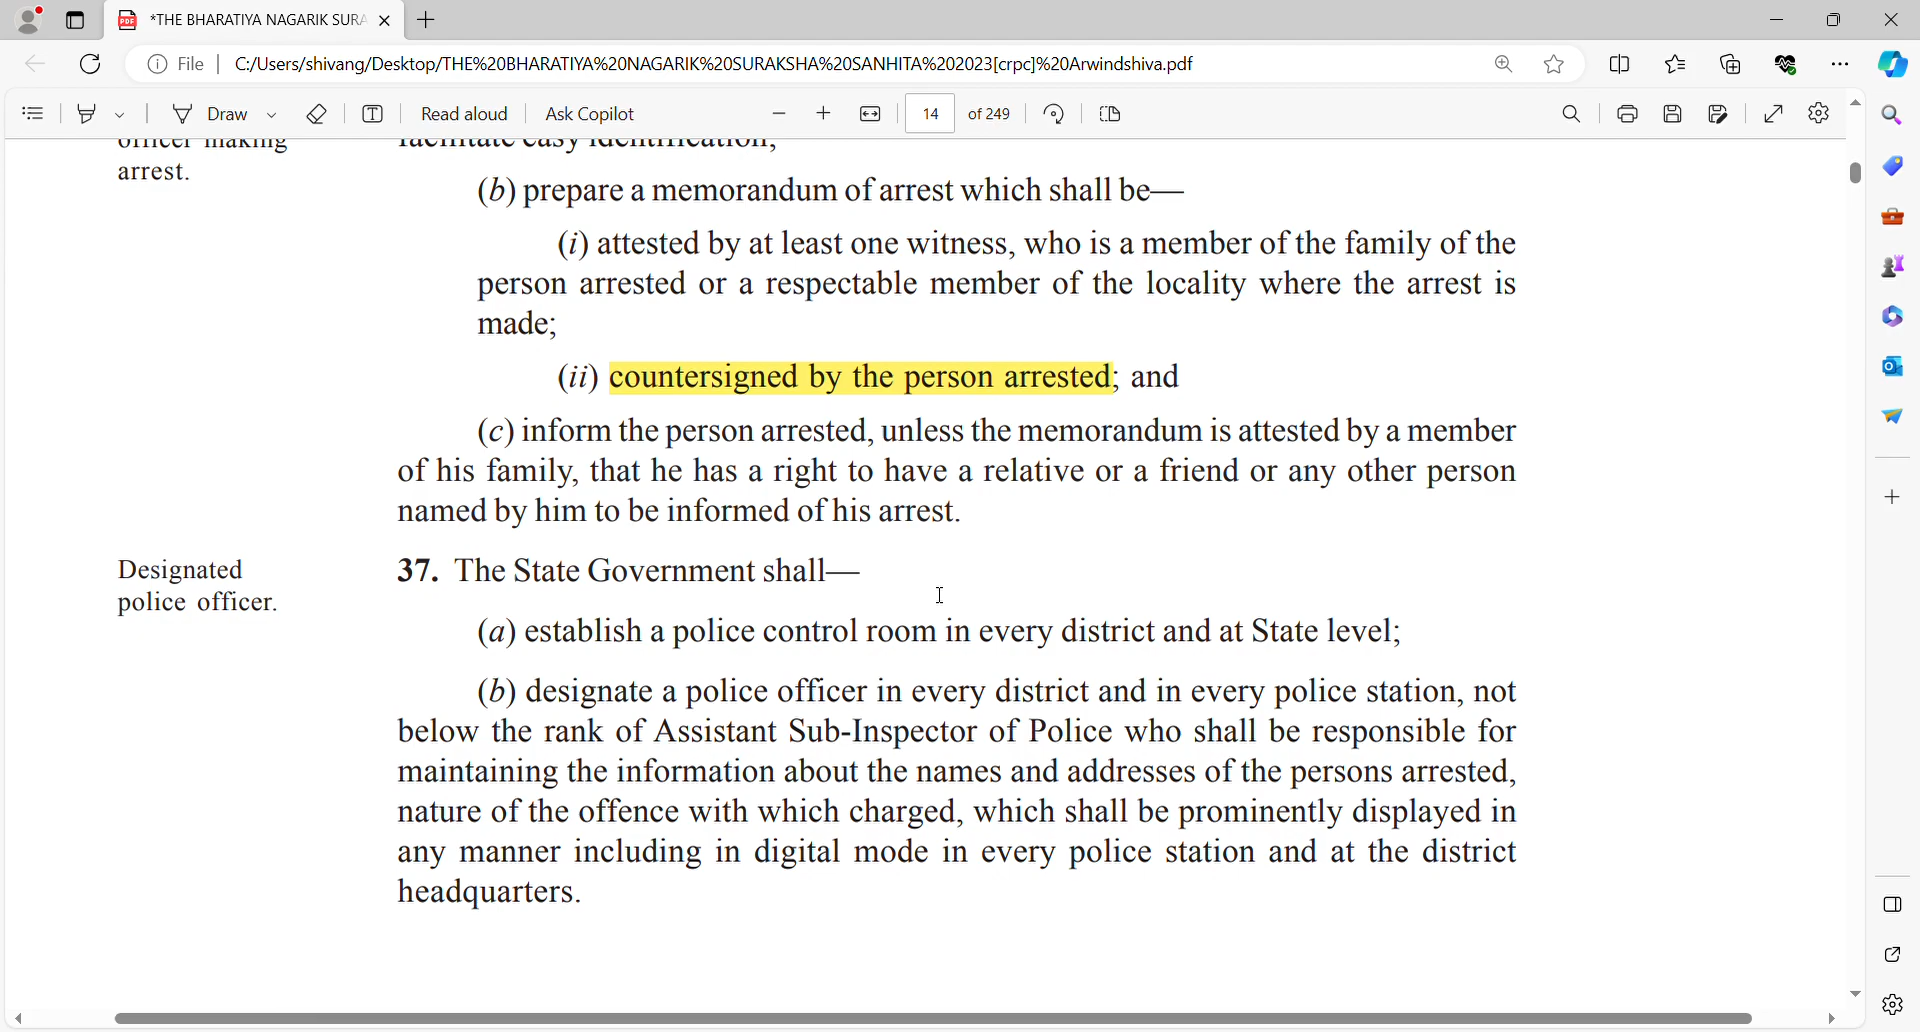 *THE BHARATIYA NAGARIK SURA
File
C:/Users/shivang/Desktop/THE%20BHARATIYA%20NAGARIK%20SURAKSHA%20SANHITA%202023[crpc]%20Arwindshiva.pdf
Draw
Read aloud
Ask Copilot
14
of 249
officer making
arrest.
facilitate easy identification;
(b) prepare a memorandum of arrest which shall be—
(i) attested by at least one witness, who is a member of the family of the
person arrested or a respectable member of the locality where the arrest is
made;
(ii) countersigned by the person arrested; and
(c) inform the person arrested, unless the memorandum is attested by a member
of his family, that he has a right to have a relative or a friend or any other person
named by him to be informed of his arrest.
Designated
police officer.
37. The State Government shall—
(a) establish a police control room in every district and at State level;
(b) designate a police officer in every district and in every police station, not
below the rank of Assistant Sub-Inspector of Police who shall be responsible for
maintaining the information about the names and addresses of the persons arrested,
nature of the offence with which charged, which shall be prominently displayed in
any manner including in digital mode in every police station and at the district
headquarters.